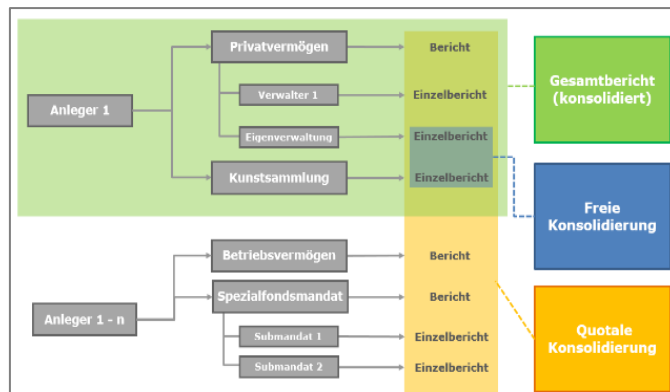 Privatvermögen
Bericht
Verwalter 1
Einzelbericht
Anleger 1
Eigenverwaltung
Einzelbericht
Kunstsammlung
Einzelbericht
Gesamtbericht
(konsolidiert)
Freie
Konsolidierung
Betriebsvermögen
Bericht
Anleger 1 - n
Spezialfondsmandat
Bericht
Submandat 1
Einzelbericht
Submandat 2
Einzelbericht
Quotale
Konsolidierung